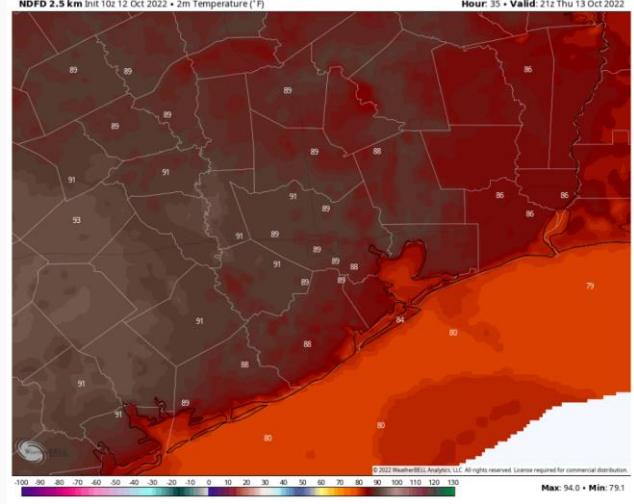 NDFD 2.5 km Init 10z 12 Oct 2022 • 2m Temperature (°F)
Hour: 35 • Valid: 21z Thu 13 Oct 2022
89 89 86
89
89
89
89 88
91 91
91 86 86
93 89 86
91 89
89
91 89 88
89 89
79
91 84
80
88
88
91
89
91
80 80
WeatherBELL
© 2022 WeatherBELL Analytics, LLC. All rights reserved. License required for commercial distribution.
-100 -90 -80 -70 -60 -50 -40 -30 -20 -10 0 10 20 30 40 50 60 70 80 90 100 110 120 130
Max: 94.0 • Min: 79.1